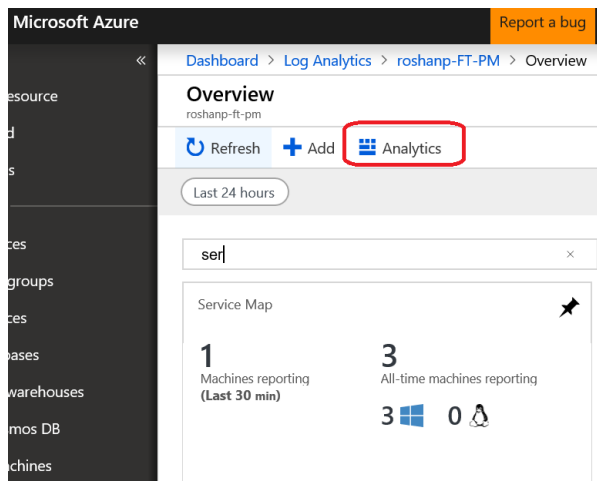 Microsoft Azure
Report a bug
«
Dashboard > Log Analytics > roshanp-FT-PM > Overview
esource
Overview
roshanp-ft-pm
d
Refresh
Add
Analytics
s
Last 24 hours
ces
ser
×
groups
Service Map
ces
1
3
bases
Machines reporting
All-time machines reporting
(Last 30 min)
warehouses
3
0
mos DB
chines